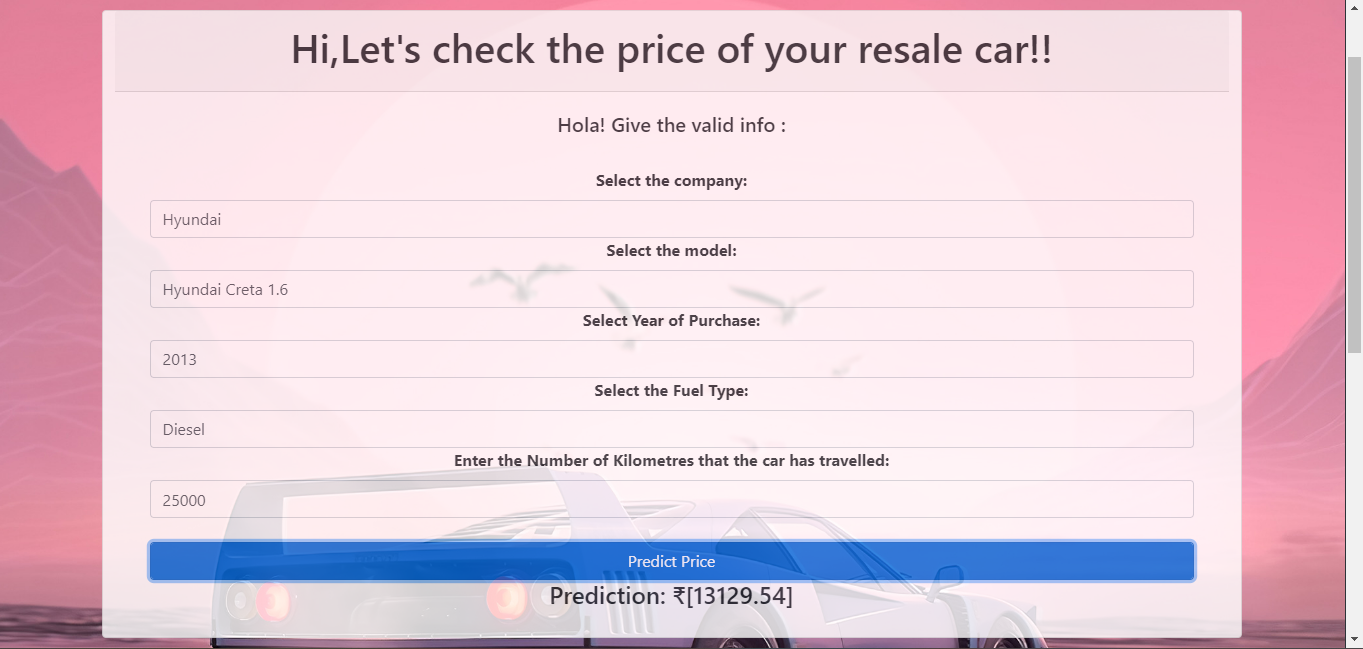 Hi,Let's check the price of your resale car!!
Hola! Give the valid info :
Select the company:
Hyundai
Select the model:
Hyundai Creta 1.6
Select Year of Purchase:
2013
Select the Fuel Type:
Diesel
Enter the Number of Kilometres that the car has travelled:
25000
Predict Price
Prediction: ₹[13129.54]